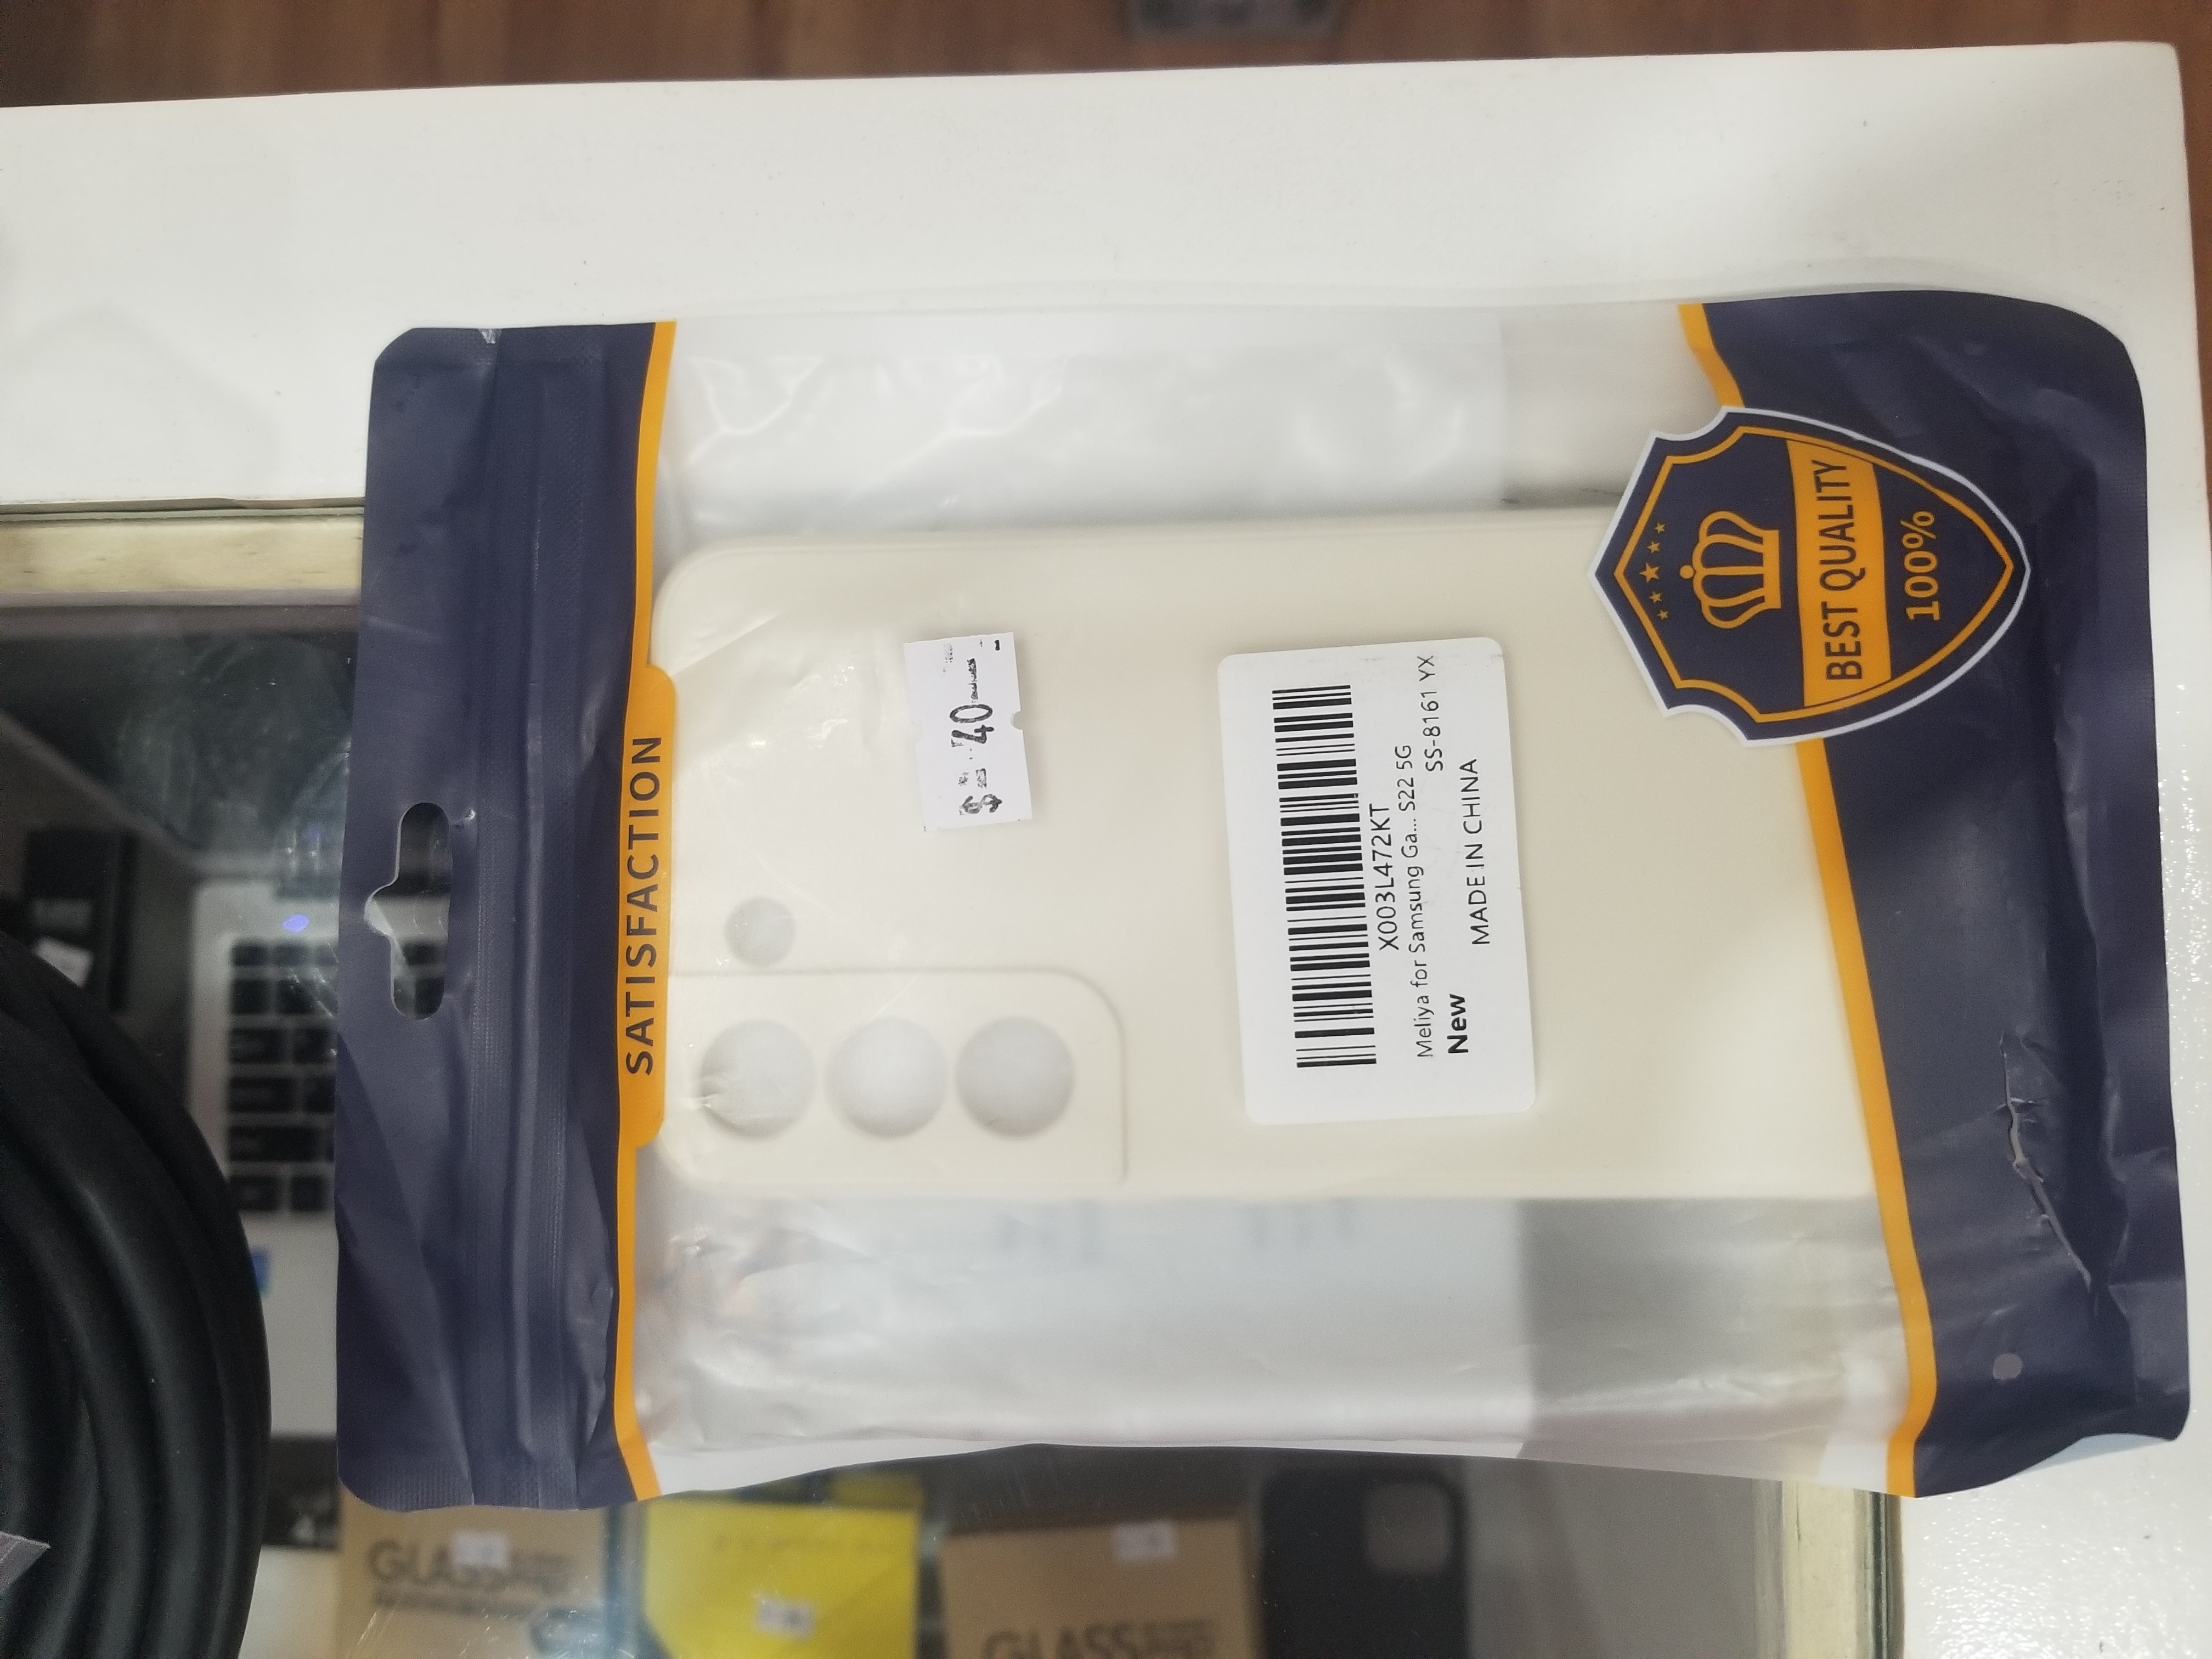 SATISFACTION
$ 40
X003L472KT
Meliya for Samsung Ga... S22 5G
SS-8161 YX
New
MADE IN CHINA
BEST QUALITY
100%
GLASS
GLASS